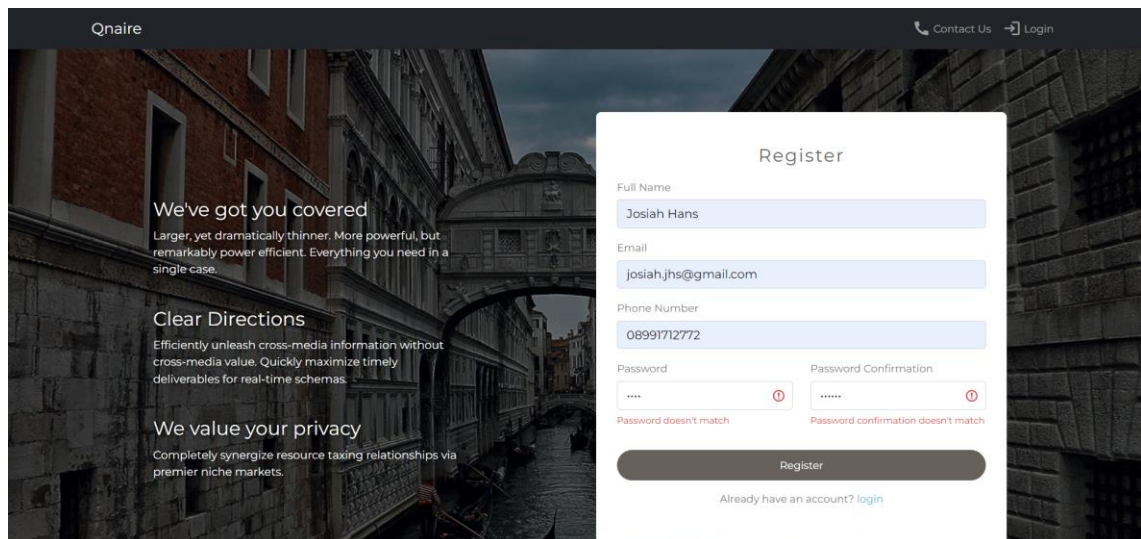 Qnaire
Contact Us
Login
We've got you covered
Larger, yet dramatically thinner. More powerful, but
remarkably power efficient. Everything you need in a
single case.
Clear Directions
Efficiently unleash cross-media information without
cross-media value. Quickly maximize timely
deliverables for real-time schemas.
We value your privacy
Completely synergize resource taxing relationships via
premier niche markets.
Register
Full Name
Josiah Hans
Email
josiah.jhs@gmail.com
Phone Number
08991712772
Password
Password Confirmation
••••
••••••
Password doesn't match
Password confirmation doesn't match
Register
Already have an account? login